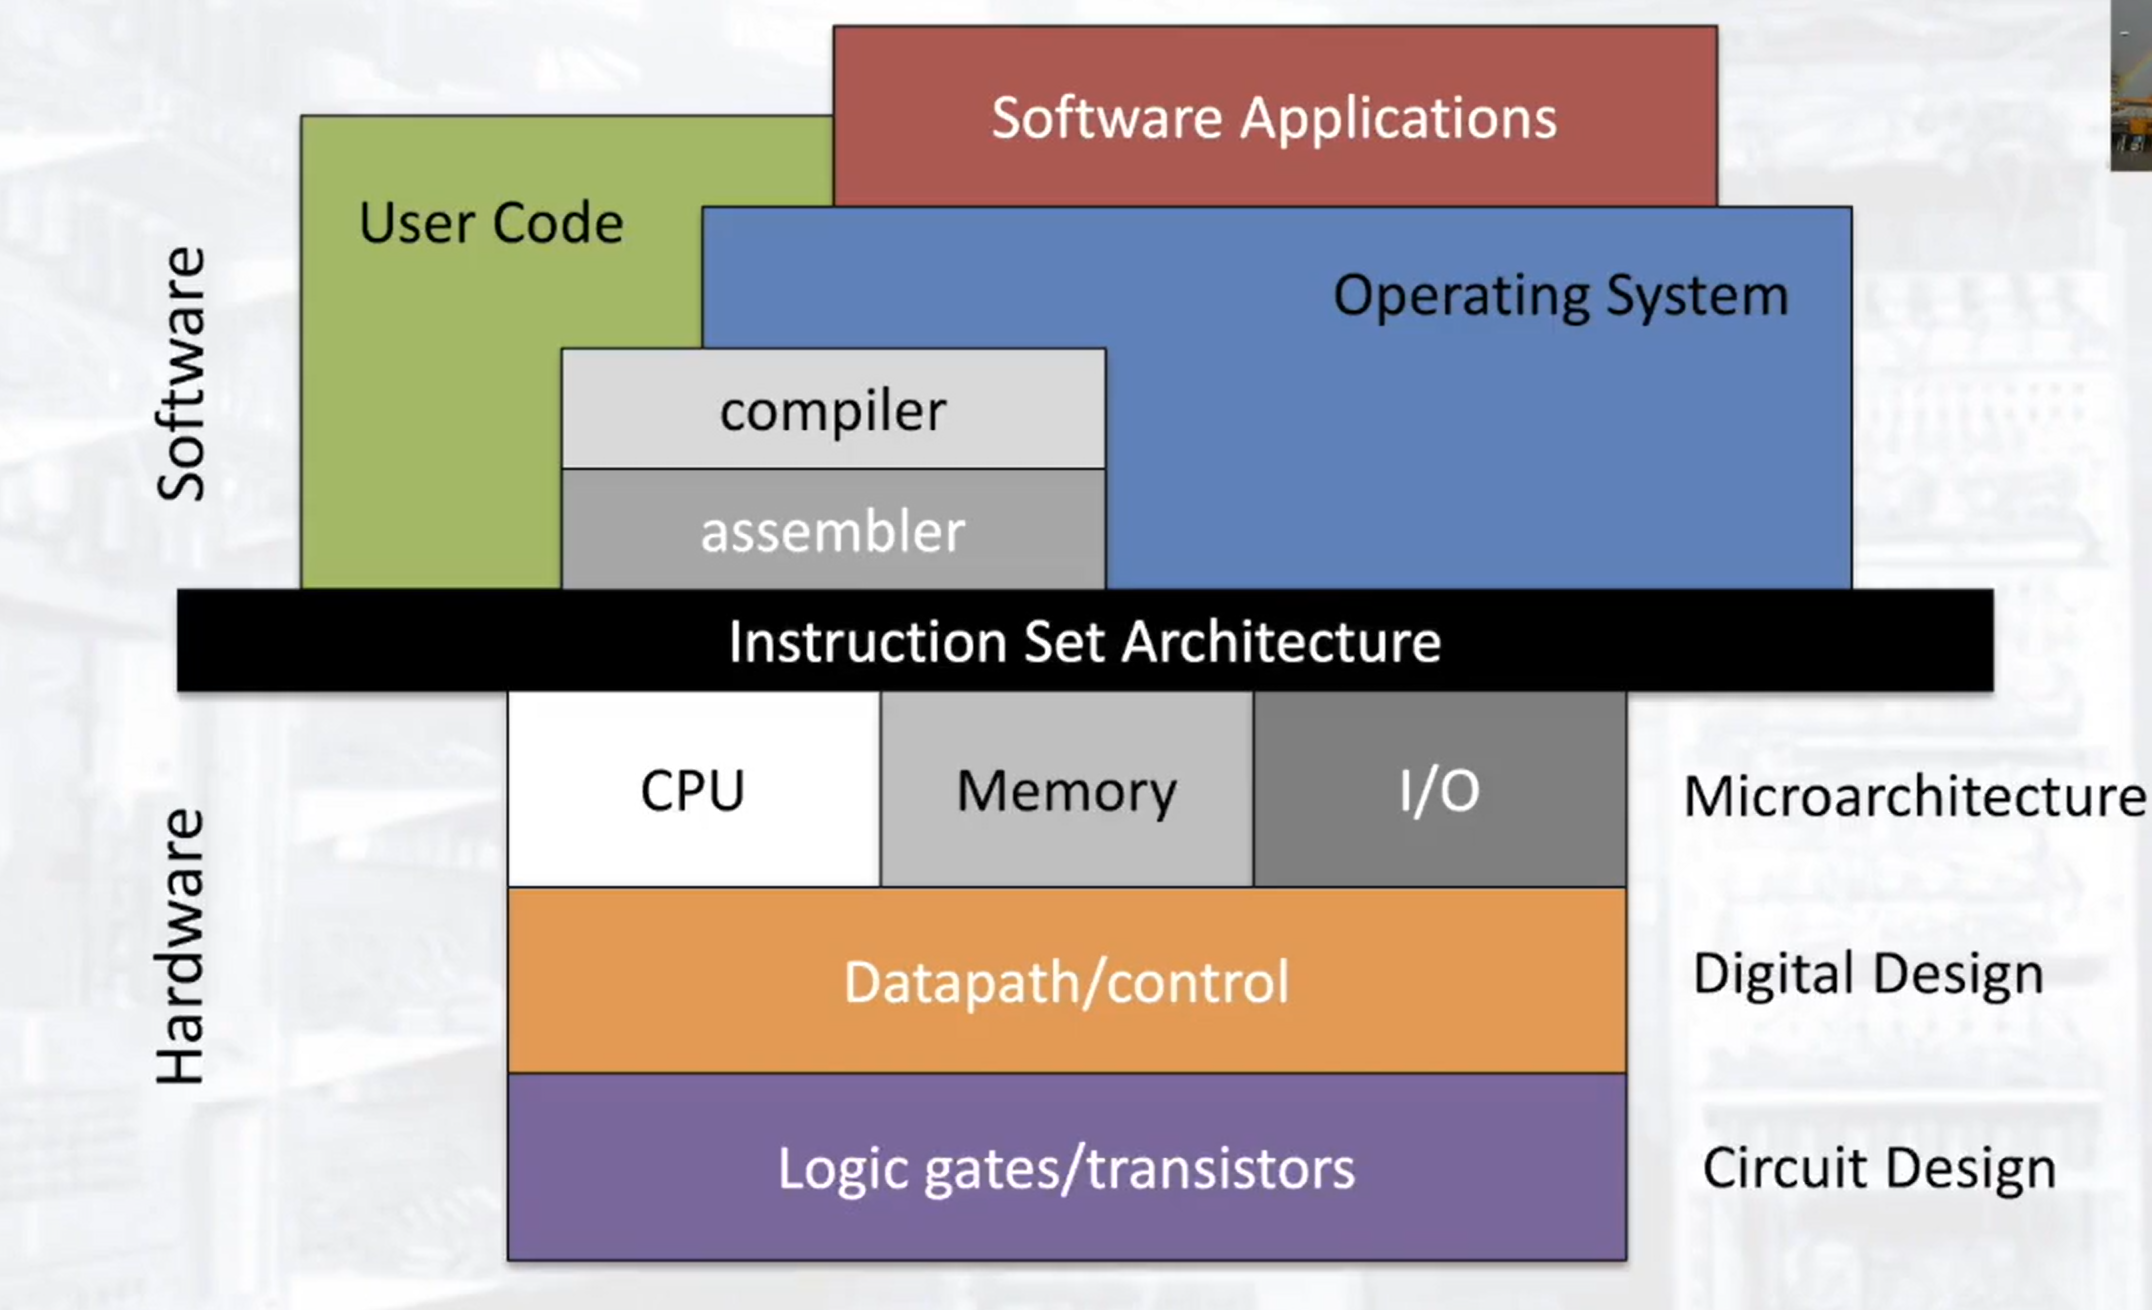 Software Applications
User Code
Operating System
Software
compiler
assembler
Instruction Set Architecture
CPU
Memory
I/O
Microarchitecture
Hardware
Datapath/control
Digital Design
Logic gates/transistors
Circuit Design